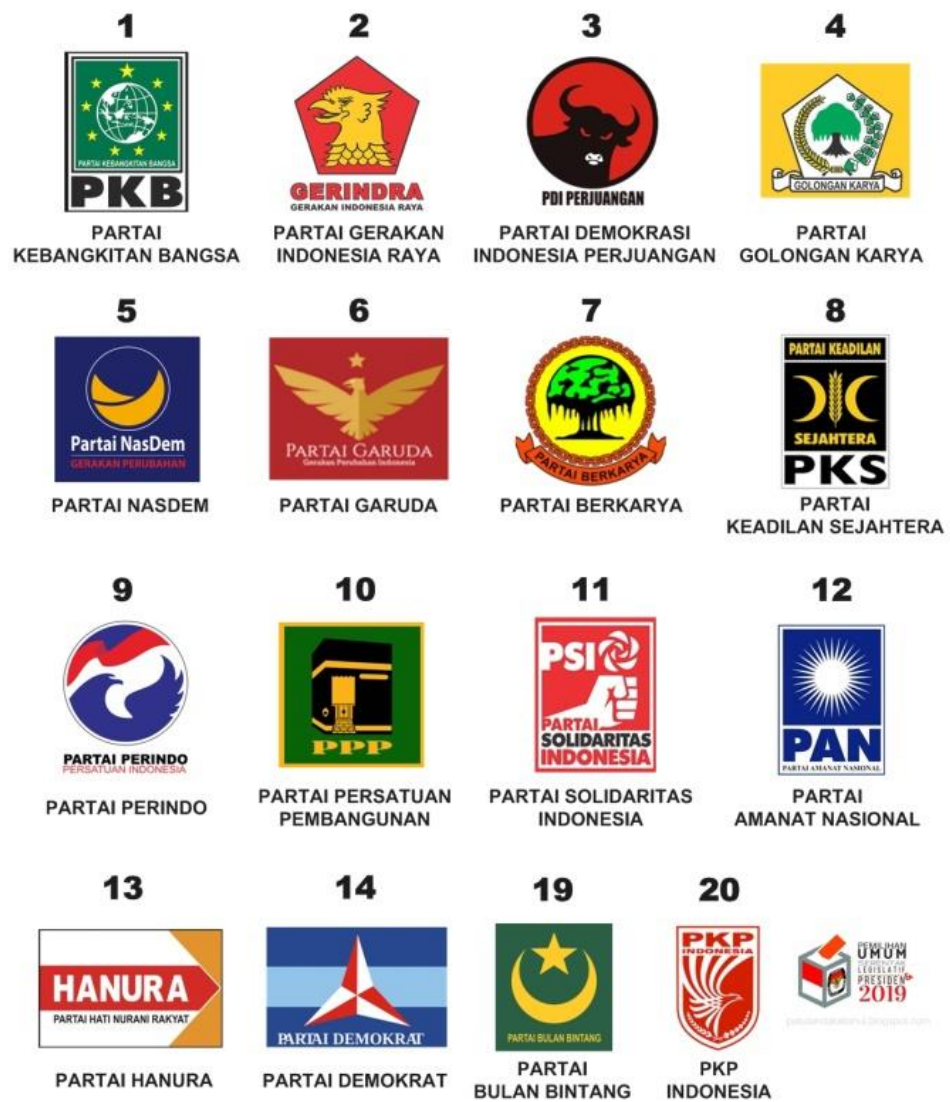 1
2
3
4
PARTAI KEBANGKITAN BANGSA
PKB
GERINDRA
GERAKAN INDONESIA RAYA
PDI PERJUANGAN
GOLONGAN KARYA
PARTAI
KEBANGKITAN BANGSA
PARTAI GERAKAN
INDONESIA RAYA
PARTAI DEMOKRASI
INDONESIA PERJUANGAN
PARTAI
GOLONGAN KARYA
5
6
7
8
Partai NasDem
GERAKAN PERUBAHAN
PARTAI GARUDA
Gerakan Perubahan Indonesia
PARTAI BERKARYA
PARTAI KEADILAN
SEJAHTERA
PKS
PARTAI NASDEM
PARTAI GARUDA
PARTAI BERKARYA
PARTAI
KEADILAN SEJAHTERA
9
10
11
12
PARTAI PERINDO
PERSATUAN INDONESIA
PPP
PSI
PARTAI
SOLIDARITAS
INDONESIA
PAN
PARTAI AMANAT NASIONAL
PARTAI PERINDO
PARTAI PERSATUAN
PEMBANGUNAN
PARTAI SOLIDARITAS
INDONESIA
PARTAI
AMANAT NASIONAL
13
14
19
20
HANURA
PARTAI HATI NURANI RAKYAT
PARTAI DEMOKRAT
PARTAI BULAN BINTANG
PKP
INDONESIA
PEMILIHAN
UMUM
SERENTAK
LEGISLATIF
PRESIDEN
2019
PARTAI HANURA
PARTAI DEMOKRAT
PARTAI
BULAN BINTANG
PKP
INDONESIA